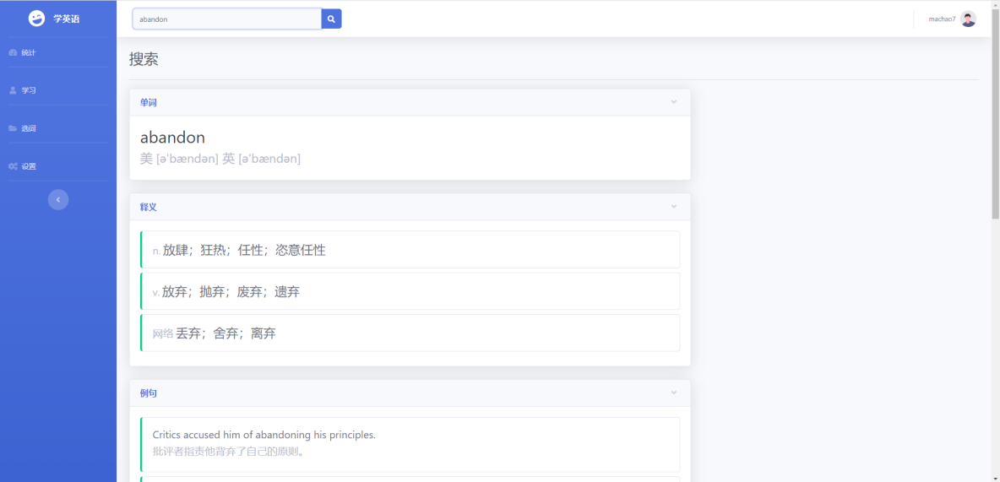 学英语
abandon
machao7
统计
学习
选词
设置
搜索
单词
abandon
美 [ə'bændən] 英 [ə'bændən]
释义
n. 放肆；狂热；任性；恣意任性
v. 放弃；抛弃；废弃；遗弃
网络 丢弃；舍弃；离弃
例句
Critics accused him of abandoning his principles.
批评者指责他背弃了自己的原则。